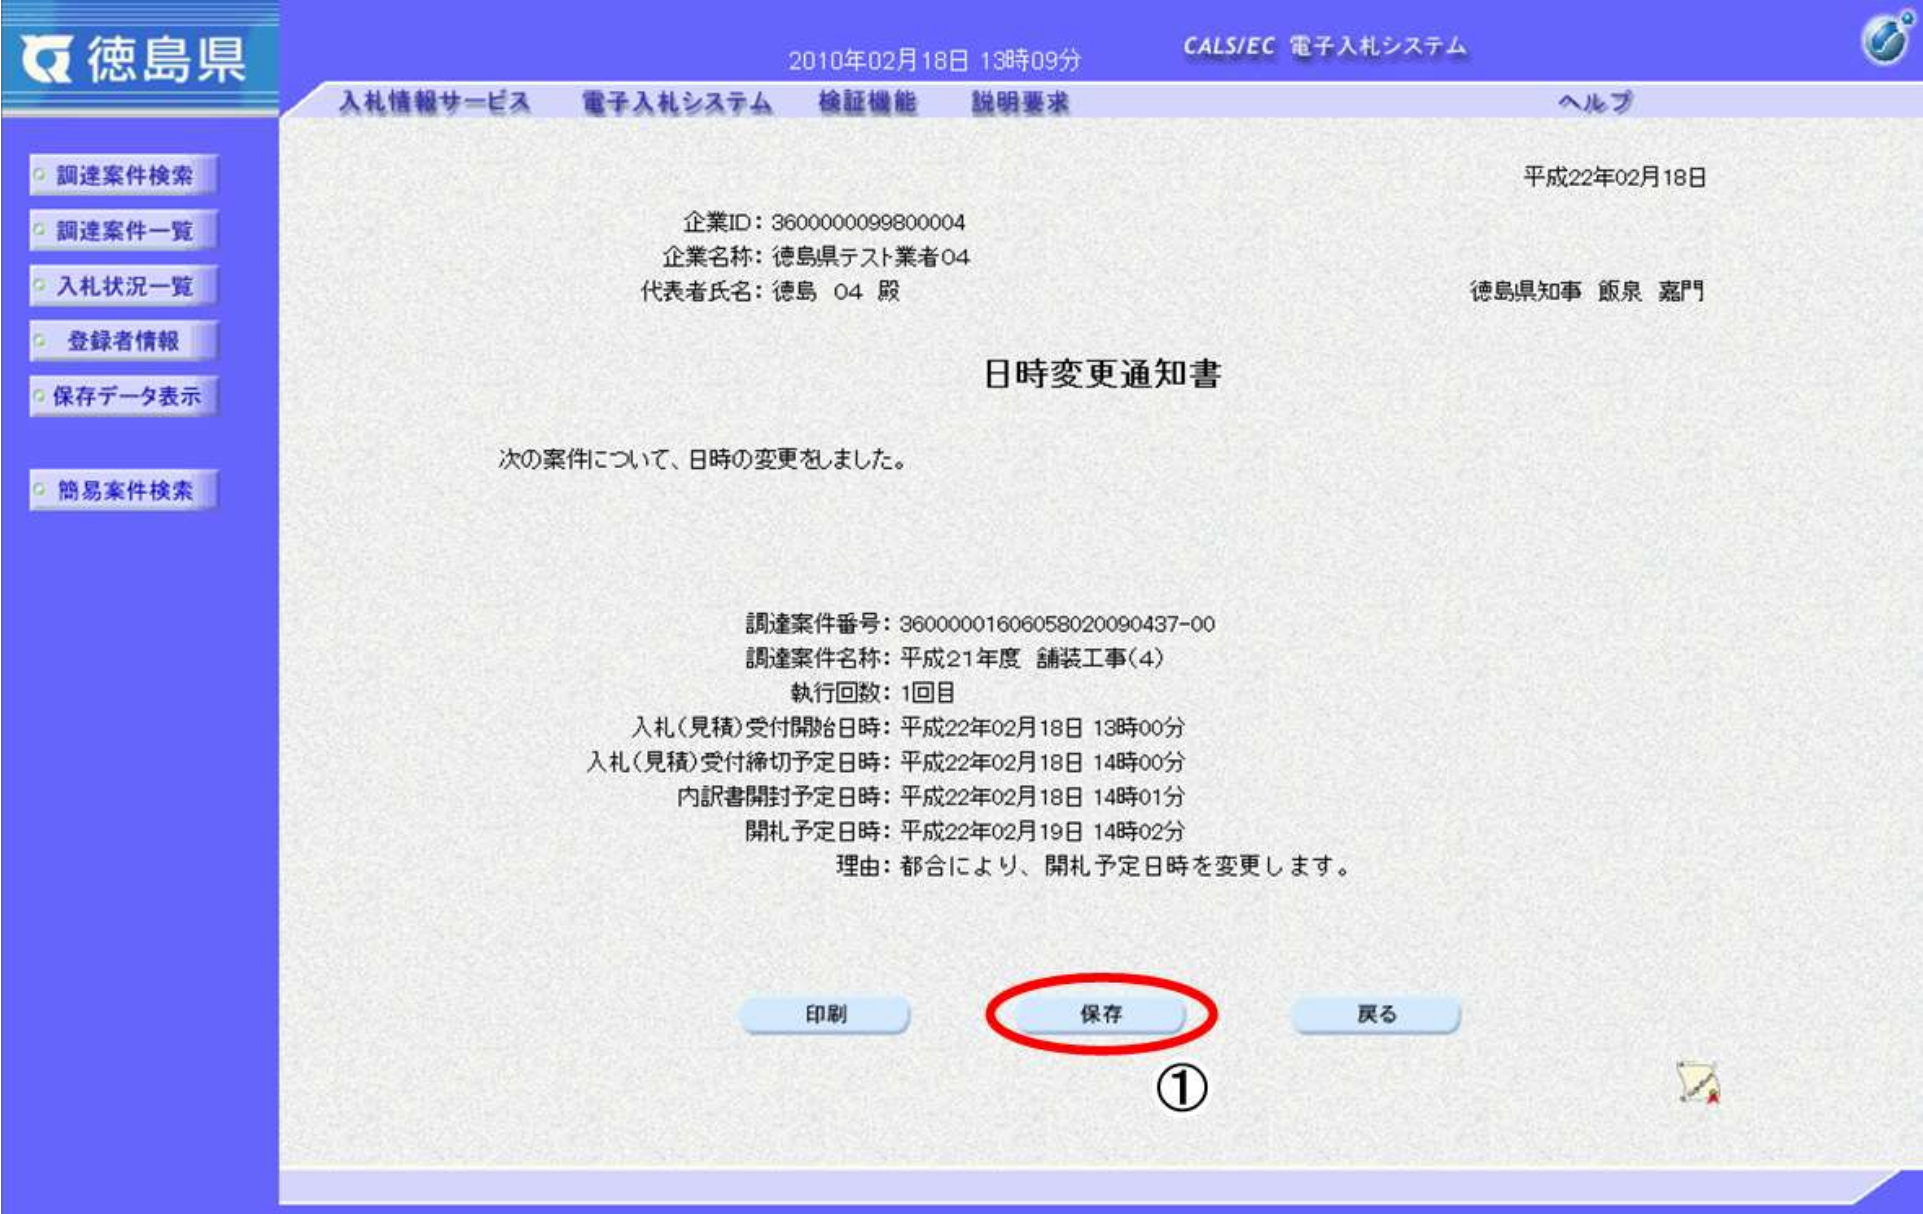 徳島県
2010年02月18日 13時09分
CALS/EC 電子入札システム
入札情報サービス 電子入札システム 検証機能 説明要求 ヘルプ
調達案件検索
調達案件一覧
入札状況一覧
登録者情報
保存データ表示
簡易案件検索
平成22年02月18日
企業ID：3600000099800004
企業名称：徳島県テスト業者04
代表者氏名：徳島 04 殿
徳島県知事 飯泉 嘉門
日時変更通知書
次の案件について、日時の変更をしました。
調達案件番号：36000001606058020090437-00
調達案件名称：平成21年度 舗装工事(4)
執行回数：1回目
入札(見積)受付開始日時：平成22年02月18日 13時00分
入札(見積)受付締切予定日時：平成22年02月18日 14時00分
内訳書開封予定日時：平成22年02月18日 14時01分
開札予定日時：平成22年02月19日 14時02分
理由：都合により、開札予定日時を変更します。
印刷 保存 戻る
①